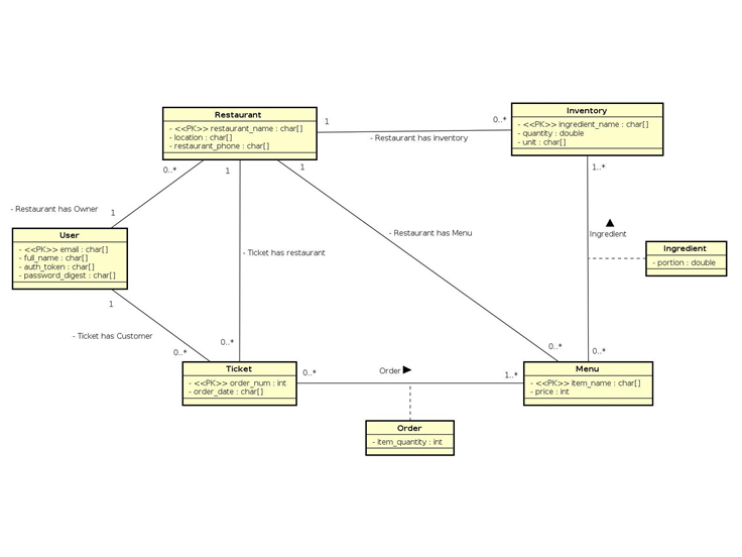 Restaurant
- <<PK>> restaurant_name : char[]
- location : char[]
- restaurant_phone : char[]
Inventory
- <<PK>> ingredient_name : char[]
- quantity : double
- unit : char[]
1
0..*
- Restaurant has inventory
0..*
1
1
1..*
- Restaurant has Owner
1
User
- <<PK>> email : char[]
- full_name : char[]
- auth_token : char[]
- password_digest : char[]
- Restaurant has Menu
Ingredient
- Ticket has restaurant
Ingredient
- portion : double
1
- Ticket has Customer
0..*
0..*
0..*
0..*
Ticket
- <<PK>> order_num : int
- order_date : char[]
0..*
Order
1..*
Menu
- <<PK>> item_name : char[]
- price : int
Order
- item_quantity : int